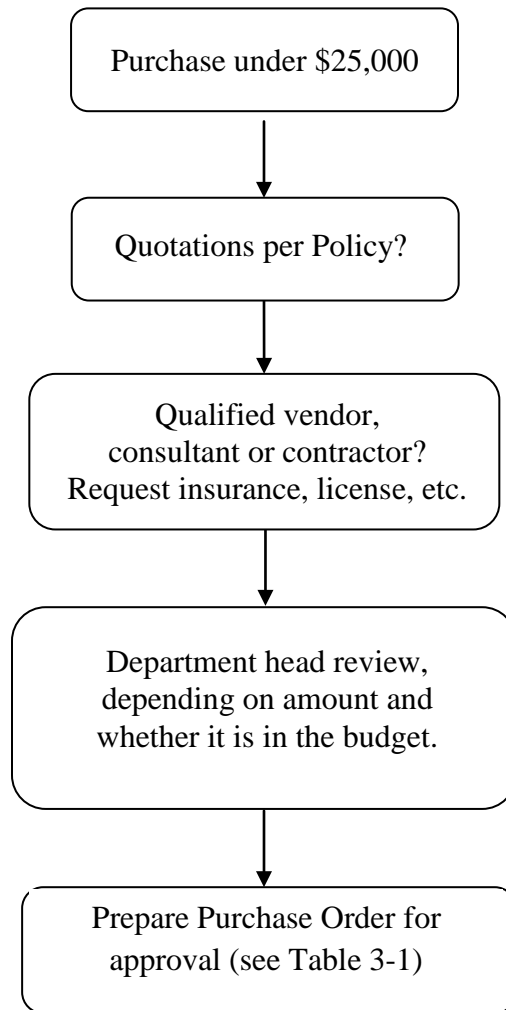 Purchase under $25,000
Quotations per Policy?
Qualified vendor,
consultant or contractor?
Request insurance, license, etc.
Department head review,
depending on amount and
whether it is in the budget.
Prepare Purchase Order for
approval (see Table 3-1)